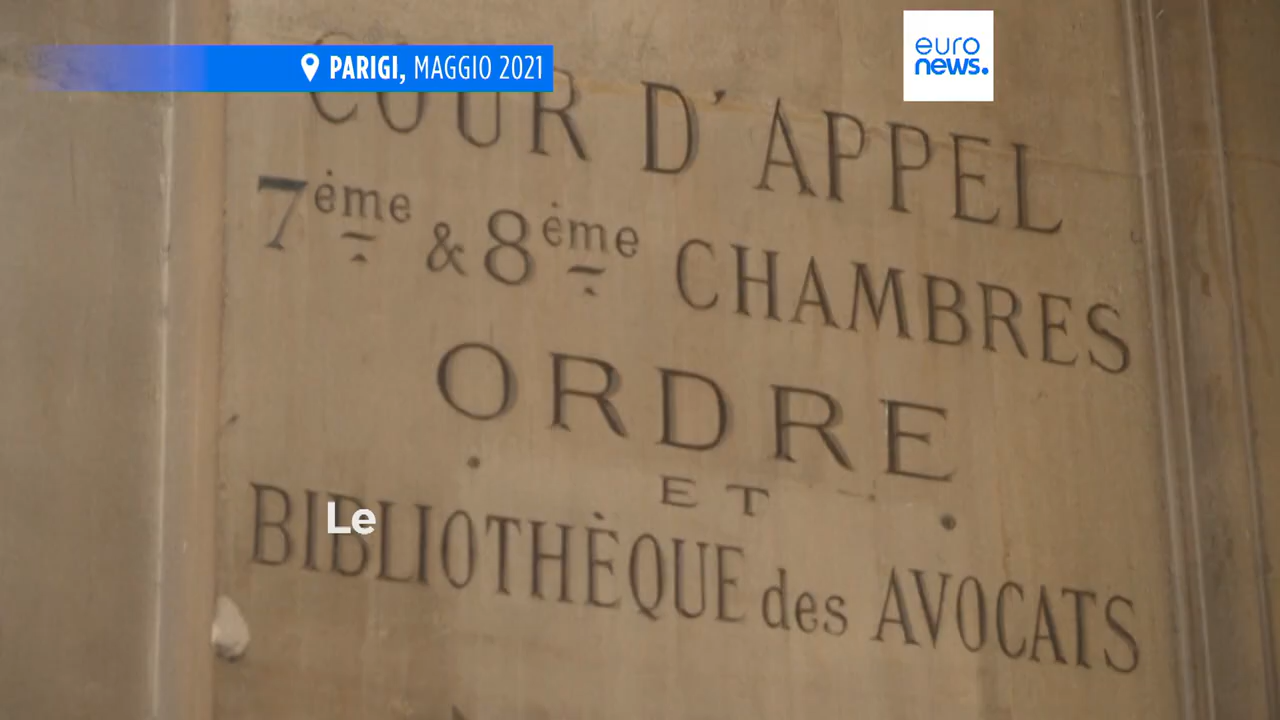 PARIGI, MAGGIO 2021
euro
news.
COUR D'APPEL
7ème & 8ème CHAMBRES
ORDRE
ET
Le
BIBLIOTHÈQUE des AVOCATS